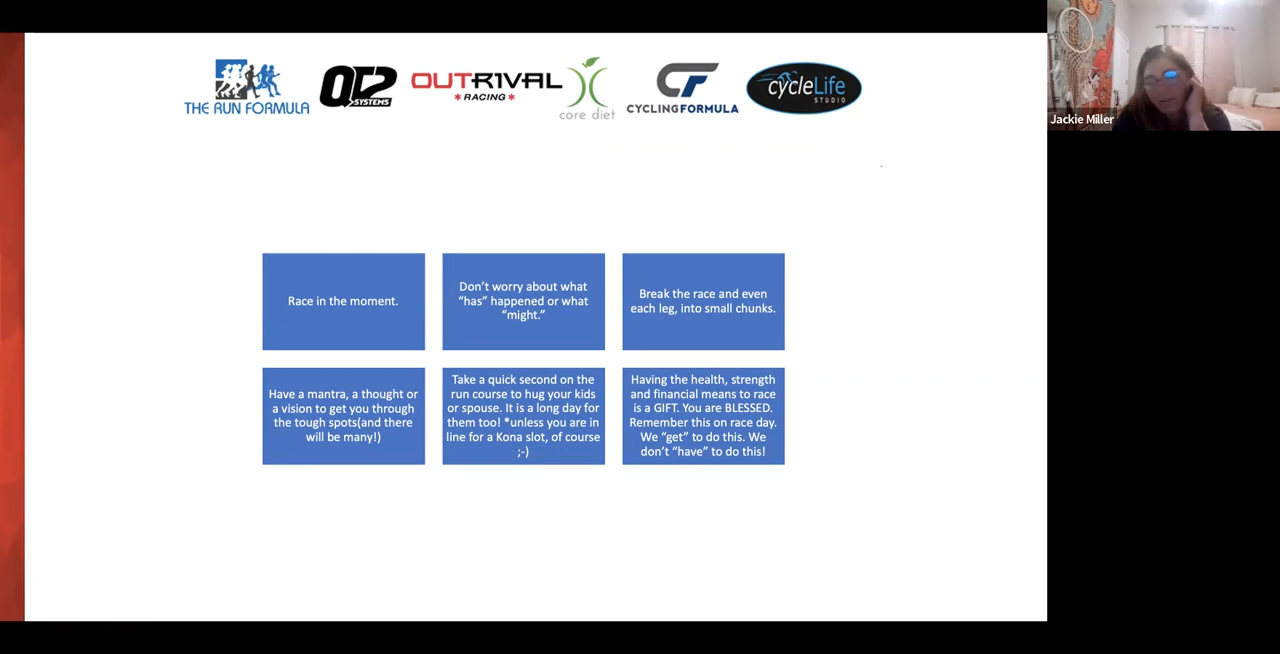 THE RUN FORMULA
QT2
SYSTEMS
OUTRIVAL
*RACING*
core diet
CYCLINGFORMULA
cycleLife
STUDIO
Jackie Miller
Race in the moment.
Don’t worry about what
“has” happened or what
“might.”
Break the race and even
each leg, into small chunks.
Have a mantra, a thought or
a vision to get you through
the tough spots(and there
will be many!)
Take a quick second on the
run course to hug your kids
or spouse. It is a long day for
them too! *unless you are in
line for a Kona slot, of course
;-)
Having the health, strength
and financial means to race
is a GIFT. You are BLESSED.
Remember this on race day.
We “get” to do this. We
don’t “have” to do this!